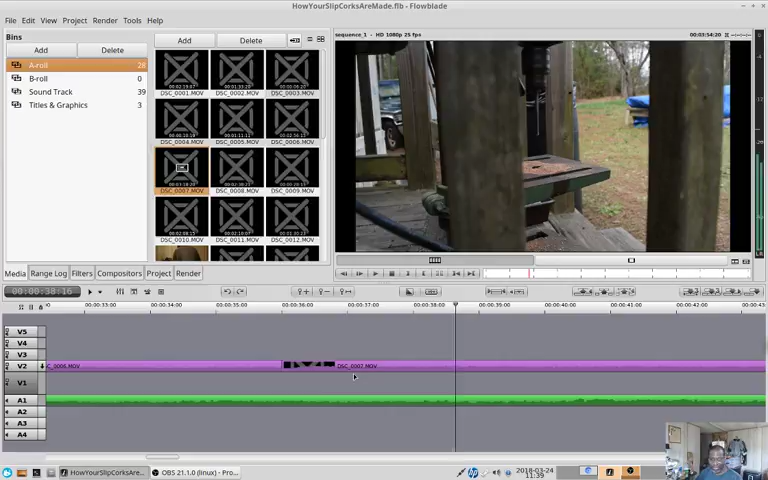 HowYourSlipCorksAreMade.flb - Flowblade
File Edit View Project Render Tools Help
Bins
Add Delete
A-roll 28
B-roll 0
Sound Track 39
Titles & Graphics 3
Add Delete
DSC_0001.MOV DSC_0002.MOV DSC_0003.MOV
DSC_0004.MOV DSC_0005.MOV DSC_0006.MOV
DSC_0007.MOV DSC_0008.MOV DSC_0009.MOV
DSC_0010.MOV DSC_0011.MOV DSC_0012.MOV
sequence_1 - HD 1080p 25 fps
00:03:54:20
Media Range Log Filters Compositors Project Render
00:00:38:16
00:00:33:00 00:00:34:00 00:00:35:00 00:00:36:00 00:00:37:00 00:00:38:00 00:00:39:00 00:00:40:00 00:00:41:00 00:00:42:00
V5
V4
V3
V2
C_0006.MOV DSC_0007.MOV
V1
A1
A2
A3
A4
HowYourSlipCorksAre...
OBS 21.1.0 (linux) - Pro...
2018-03-24
11:39